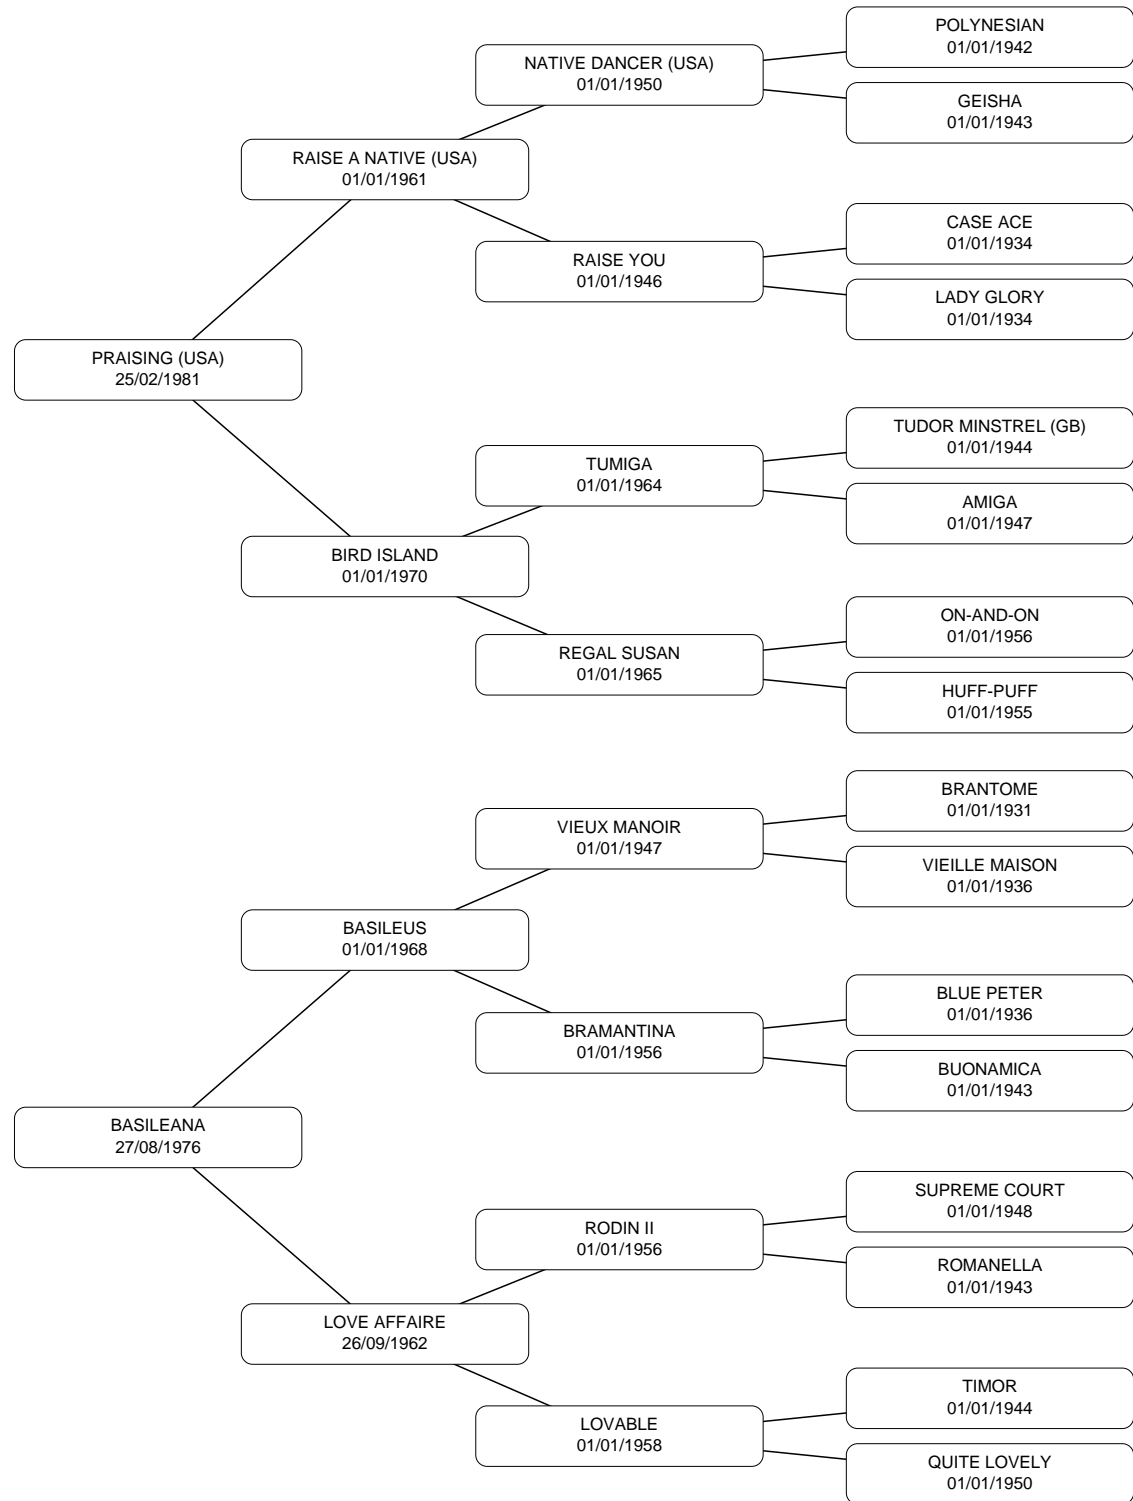 POLYNESIAN
01/01/1942
NATIVE DANCER (USA)
01/01/1950
GEISHA
01/01/1943
RAISE A NATIVE (USA)
01/01/1961
CASE ACE
01/01/1934
RAISE YOU
01/01/1946
LADY GLORY
01/01/1934
PRAISING (USA)
25/02/1981
TUDOR MINSTREL (GB)
01/01/1944
TUMIGA
01/01/1964
AMIGA
01/01/1947
BIRD ISLAND
01/01/1970
ON-AND-ON
01/01/1956
REGAL SUSAN
01/01/1965
HUFF-PUFF
01/01/1955
BRANTOME
01/01/1931
VIEUX MANOIR
01/01/1947
VIEILLE MAISON
01/01/1936
BASILEUS
01/01/1968
BLUE PETER
01/01/1936
BRAMANTINA
01/01/1956
BUONAMICA
01/01/1943
BASILEANA
27/08/1976
SUPREME COURT
01/01/1948
RODIN II
01/01/1956
ROMANELLA
01/01/1943
LOVE AFFAIRE
26/09/1962
TIMOR
01/01/1944
LOVABLE
01/01/1958
QUITE LOVELY
01/01/1950